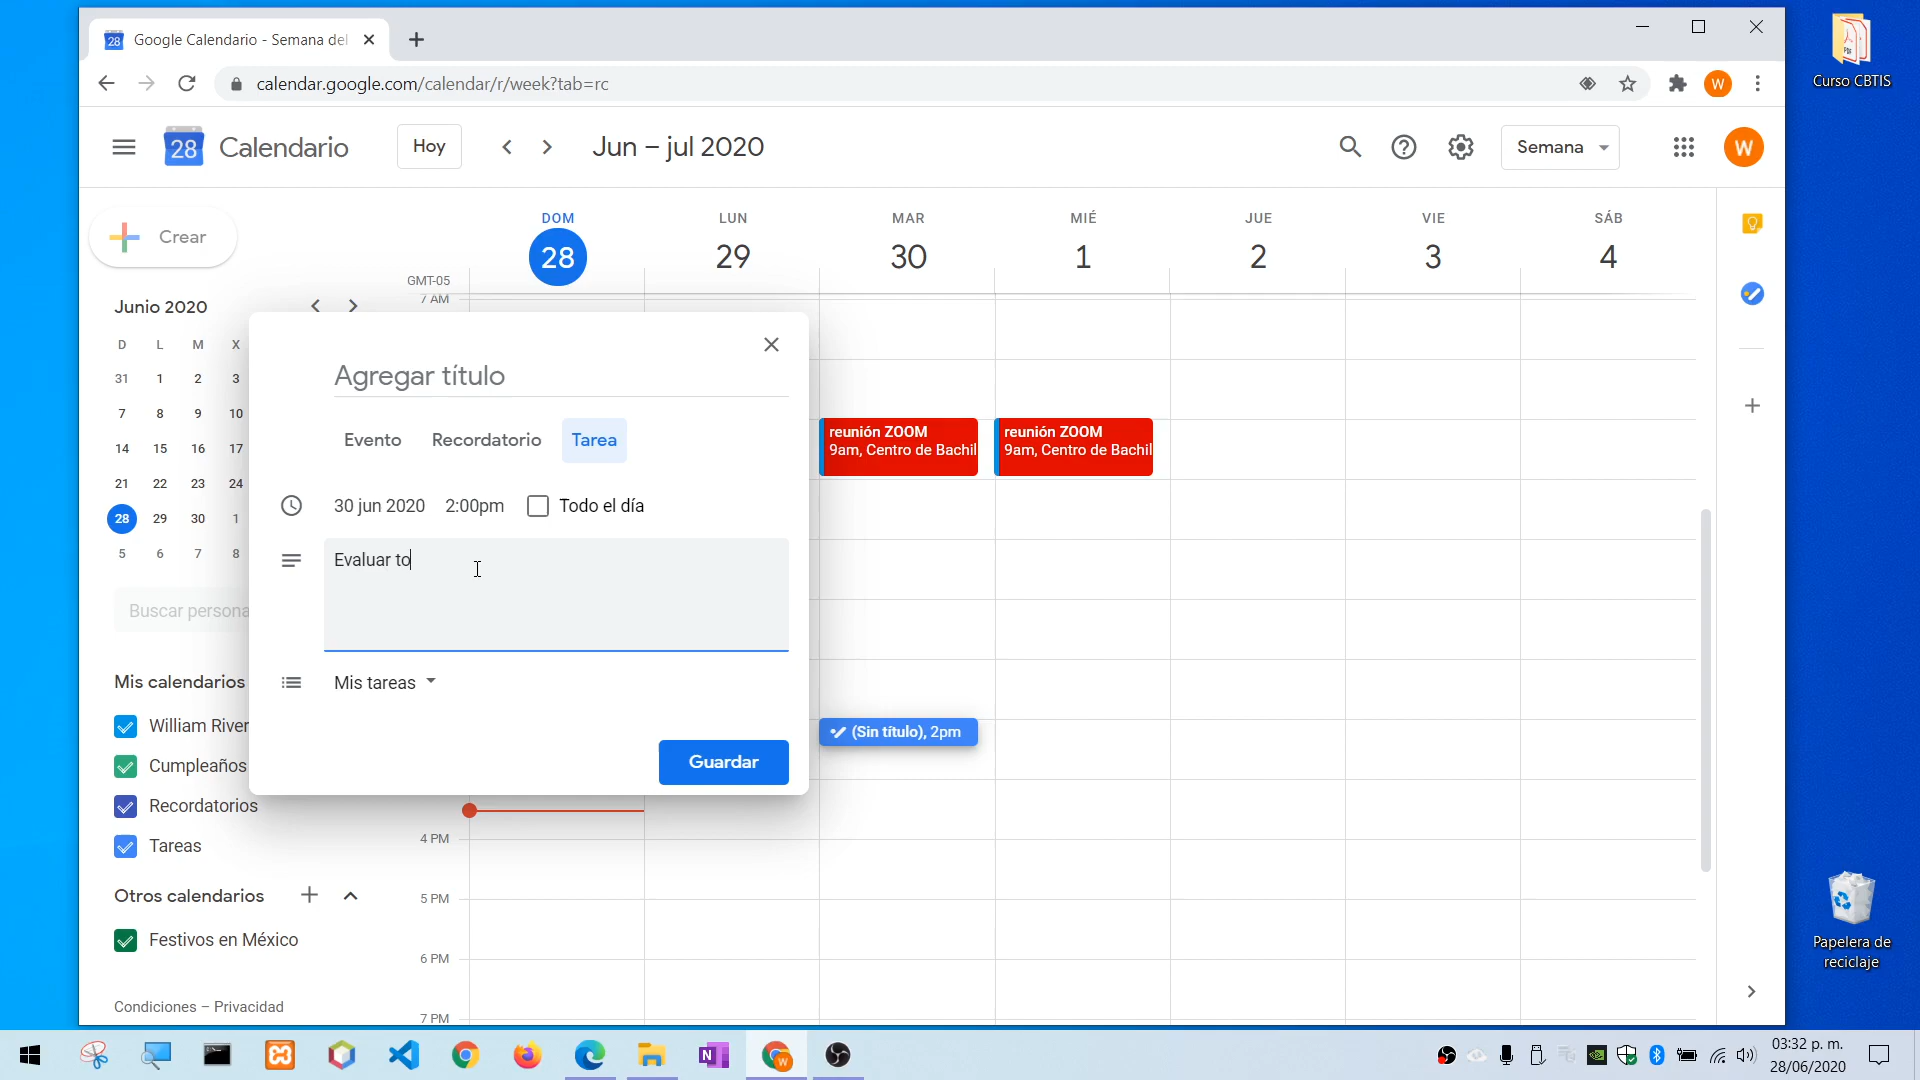 28 Google Calendario - Semana del
calendar.google.com/calendar/r/week?tab=rc
W
Curso CBTIS
28 Calendario Hoy Jun – jul 2020 Semana W
Crear
DOM LUN MAR MIÉ JUE VIE SÁB
28 29 30 1 2 3 4
GMT-05
7 AM
Junio 2020
D L M X
31 1 2 3
7 8 9 10
14 15 16 17
21 22 23 24
28 29 30 1
5 6 7 8
Agregar título
Evento Recordatorio Tarea
30 jun 2020 2:00pm Todo el día
Evaluar to
Mis tareas
Guardar
reunión ZOOM
9am, Centro de Bachil
reunión ZOOM
9am, Centro de Bachil
(Sin título), 2pm
Buscar persona
Mis calendarios
William River
Cumpleaños
Recordatorios
Tareas
Otros calendarios
Festivos en México
Condiciones – Privacidad
4 PM
5 PM
6 PM
7 PM
Papelera de
reciclaje
03:32 p. m.
28/06/2020